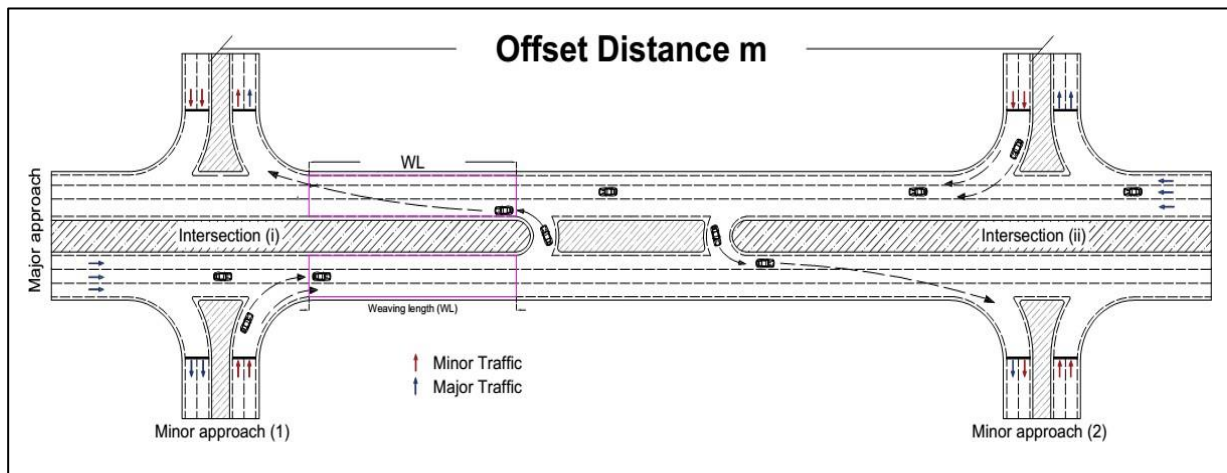 Offset Distance m
WL
Major approach
Intersection (i)
Intersection (ii)
Weaving length (WL)
Minor Traffic
Major Traffic
Minor approach (1)
Minor approach (2)